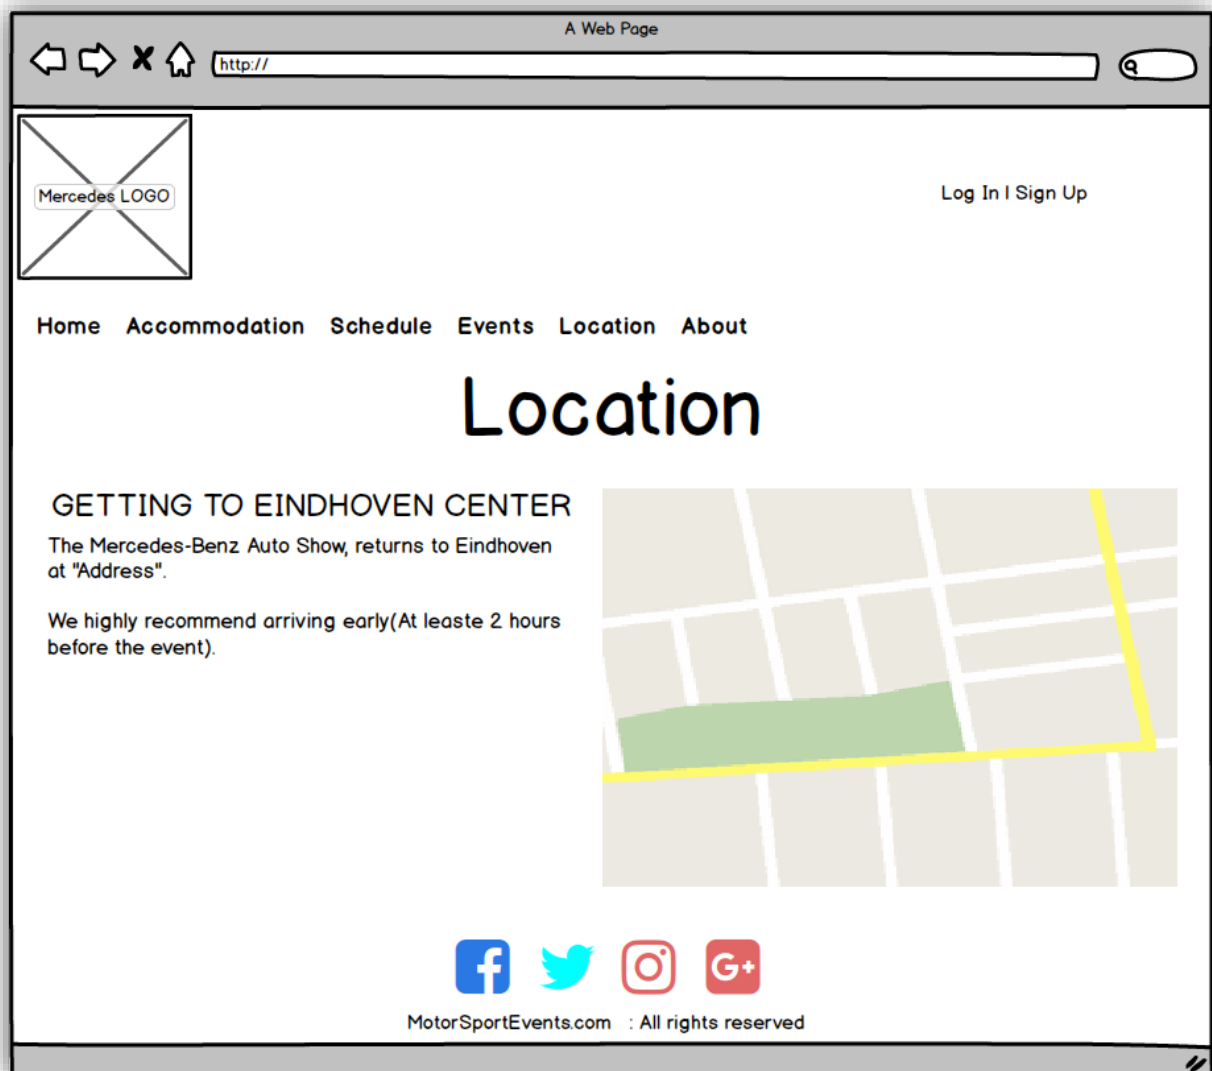 A Web Page
http://
Mercedes LOGO
Log In | Sign Up
Home Accommodation Schedule Events Location About
Location
GETTING TO EINDHOVEN CENTER
The Mercedes-Benz Auto Show, returns to Eindhoven
at "Address".
We highly recommend arriving early(At leaste 2 hours
before the event).
G+
MotorSportEvents.com : All rights reserved